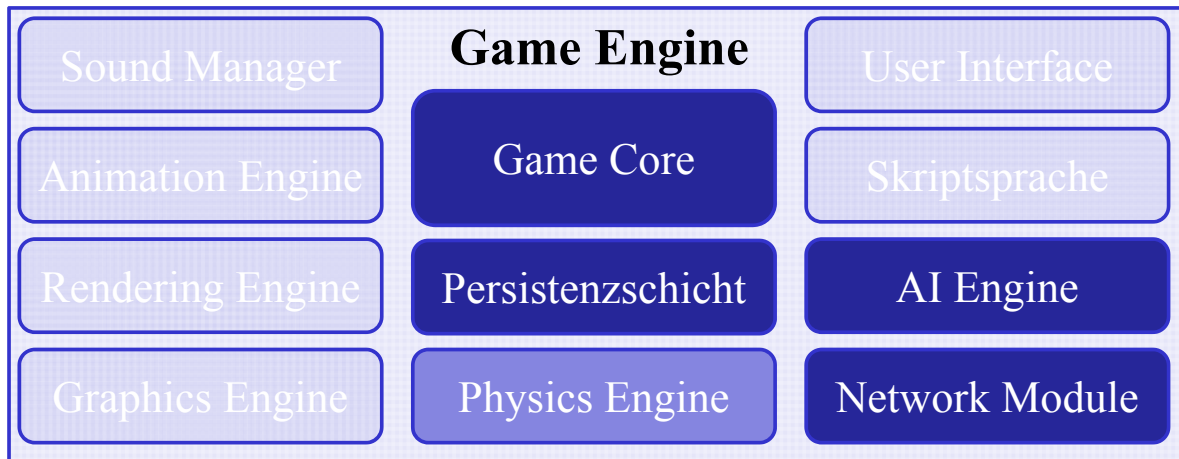 Game Engine
Sound Manager
Animation Engine
Rendering Engine
Graphics Engine
Game Core
Persistenzschicht
Physics Engine
User Interface
Skriptsprache
AI Engine
Network Module